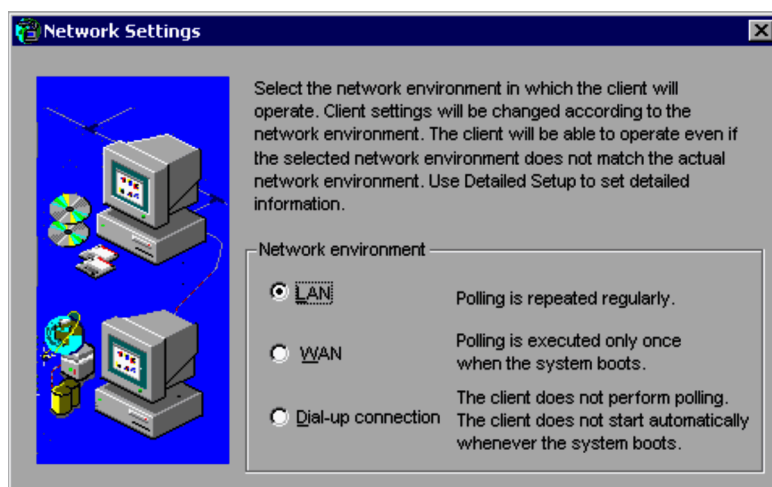 Network Settings
Select the network environment in which the client will
operate. Client settings will be changed according to the
network environment. The client will be able to operate even if
the selected network environment does not match the actual
network environment. Use Detailed Setup to set detailed
information.
Network environment
LAN
Polling is repeated regularly.
WAN
Polling is executed only once
when the system boots.
Dial-up connection
The client does not perform polling.
The client does not start automatically
whenever the system boots.